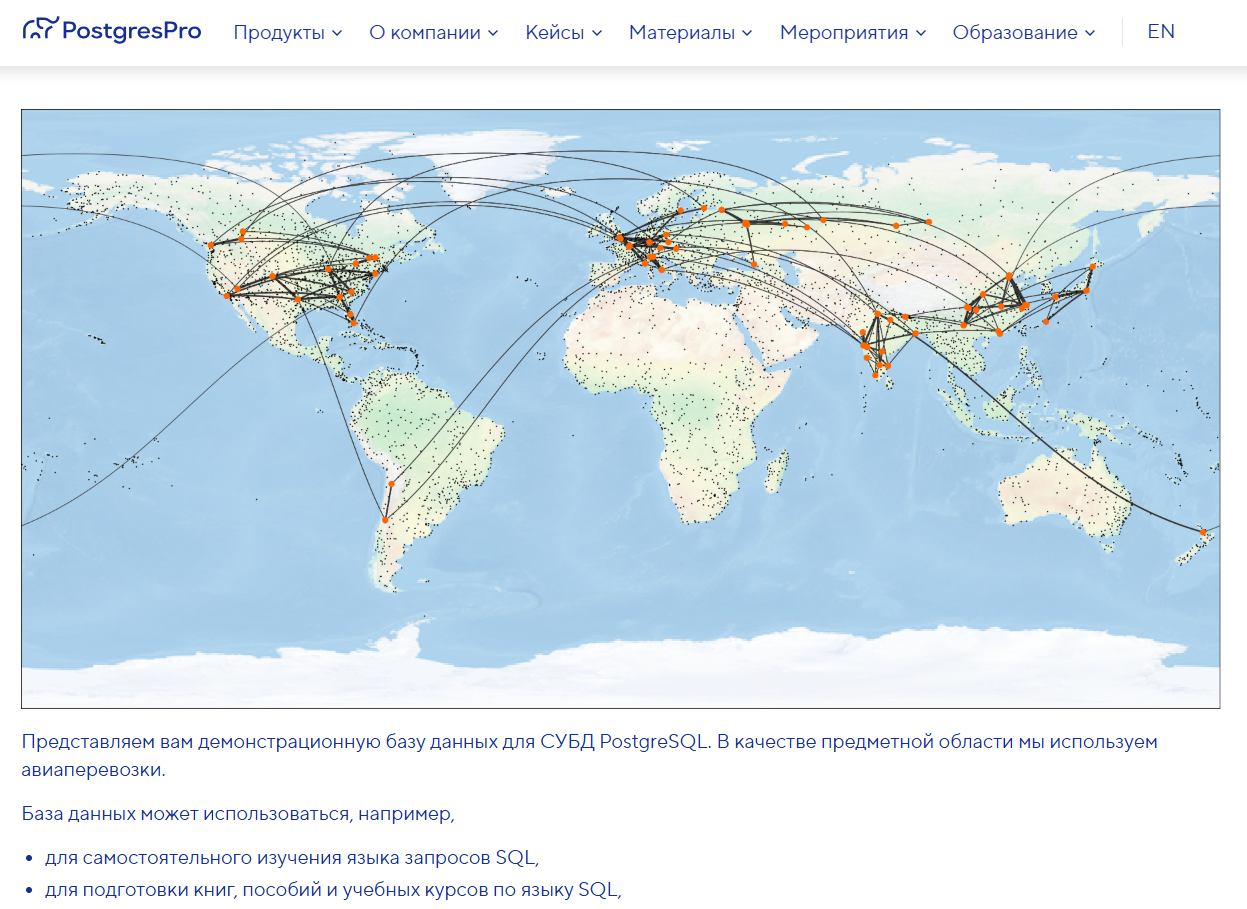 PostgresPro Продукты О компании Кейсы Материалы Мероприятия Образование EN
Представляем вам демонстрационную базу данных для СУБД PostgreSQL. В качестве предметной области мы используем
авиаперевозки.
База данных может использоваться, например,
• для самостоятельного изучения языка запросов SQL,
• для подготовки книг, пособий и учебных курсов по языку SQL,